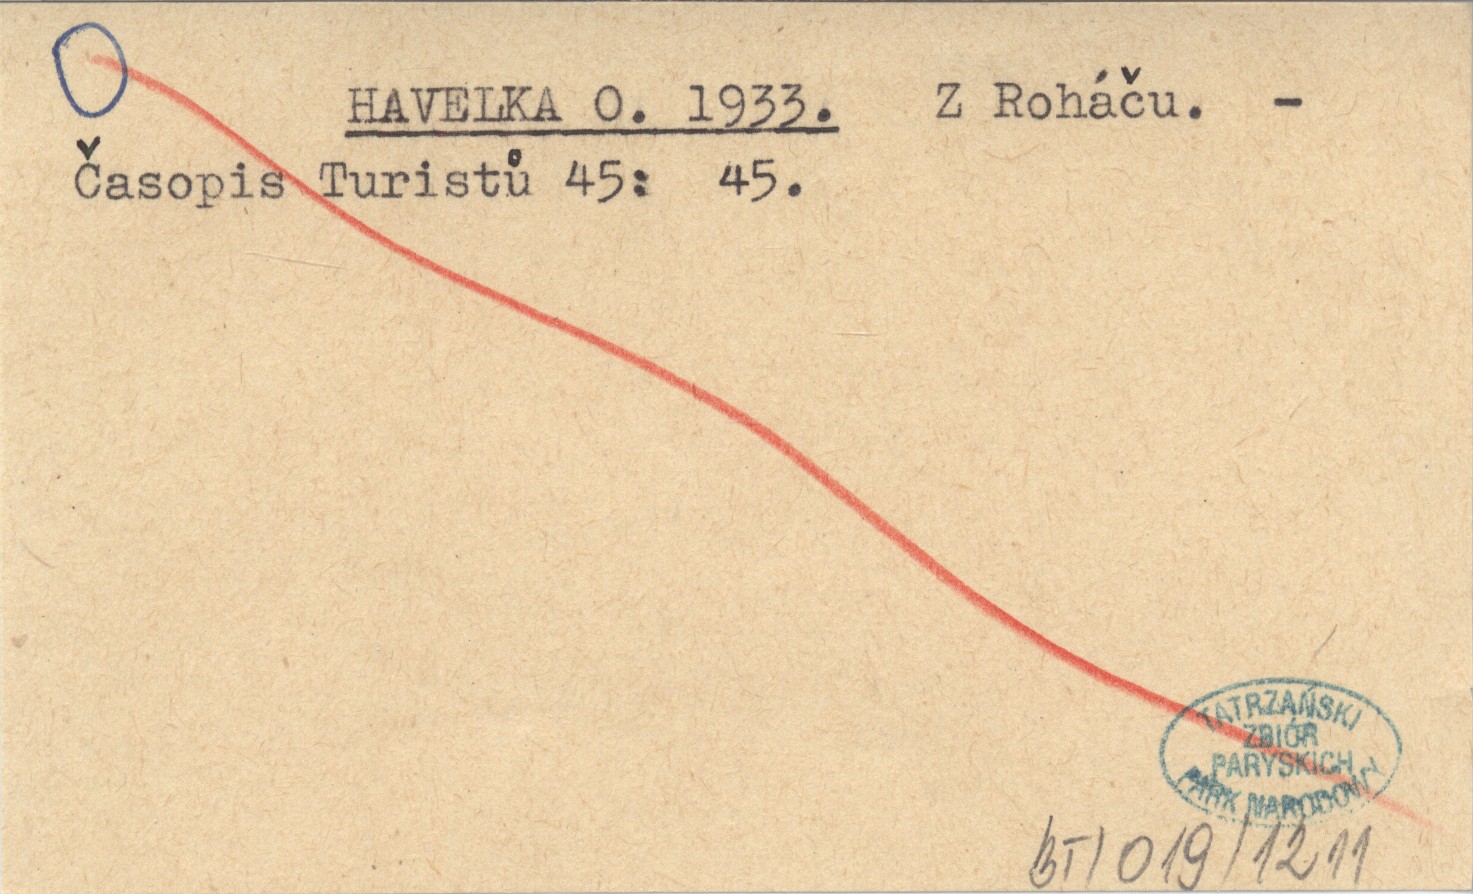 HAVELKA O. 1933. Z Roháču. -
Časopis Turistů 45: 45.
TATRZAŃSKI
ZBIÓR
PARYSKICH
PARK NARODOWY
BT/019/1211